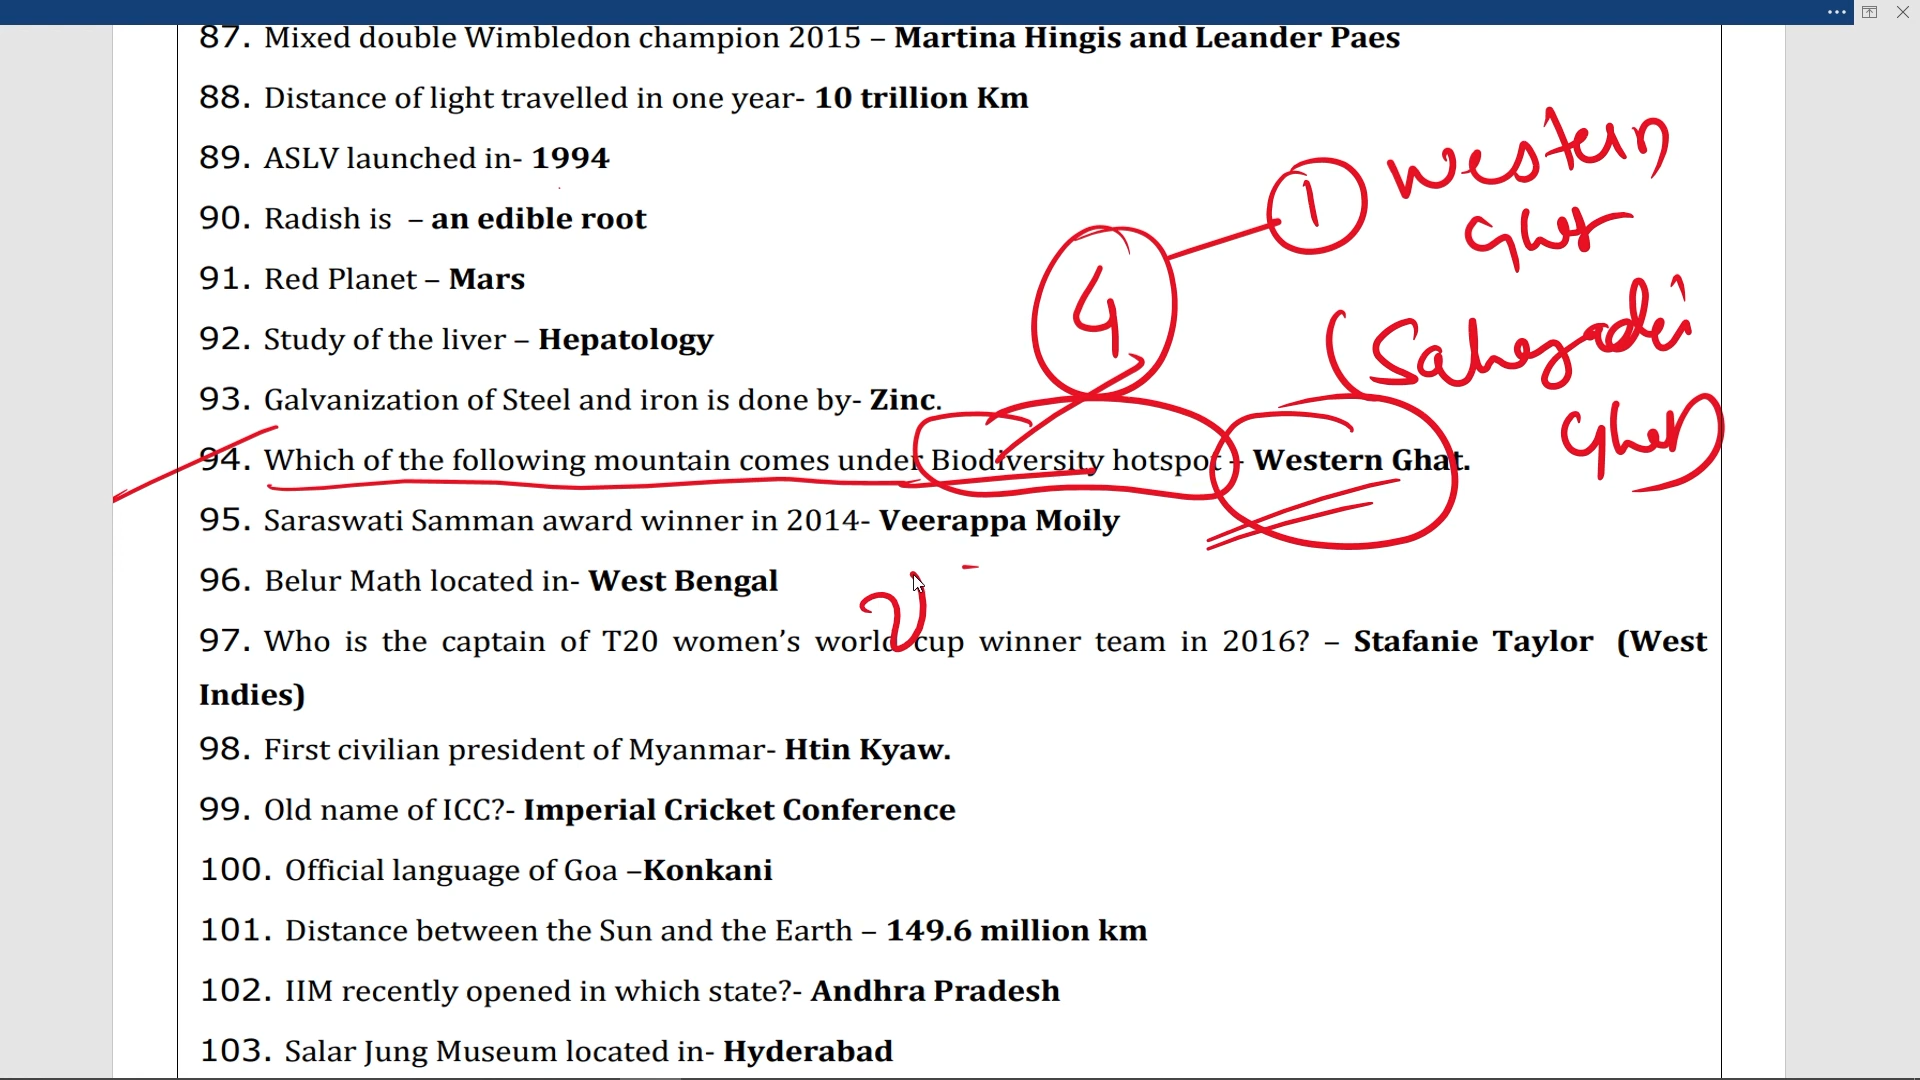 87. Mixed double Wimbledon champion 2015 – Martina Hingis and Leander Paes
88. Distance of light travelled in one year- 10 trillion Km
89. ASLV launched in- 1994
90. Radish is – an edible root
91. Red Planet – Mars
92. Study of the liver – Hepatology
93. Galvanization of Steel and iron is done by- Zinc.
94. Which of the following mountain comes under Biodiversity hotspot – Western Ghat.
95. Saraswati Samman award winner in 2014- Veerappa Moily
96. Belur Math located in- West Bengal
97. Who is the captain of T20 women’s world cup winner team in 2016? – Stafanie Taylor (West
Indies)
98. First civilian president of Myanmar- Htin Kyaw.
99. Old name of ICC?- Imperial Cricket Conference
100. Official language of Goa –Konkani
101. Distance between the Sun and the Earth – 149.6 million km
102. IIM recently opened in which state?- Andhra Pradesh
103. Salar Jung Museum located in- Hyderabad
4
1 Western